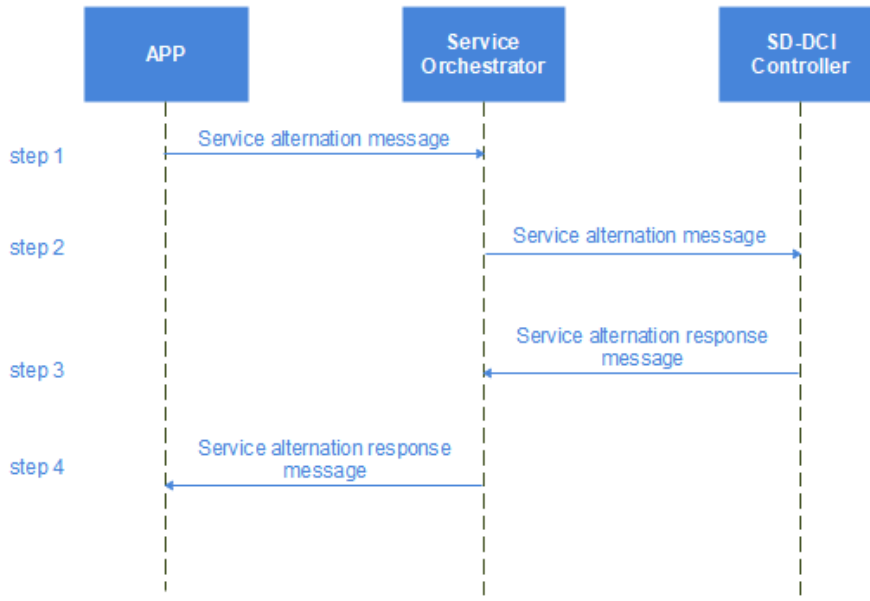 APP
Service
Orchestrator
SD-DCI
Controller
Service alternation message
step 1
Service alternation message
step 2
Service alternation response
message
step 3
Service alternation response
message
step 4